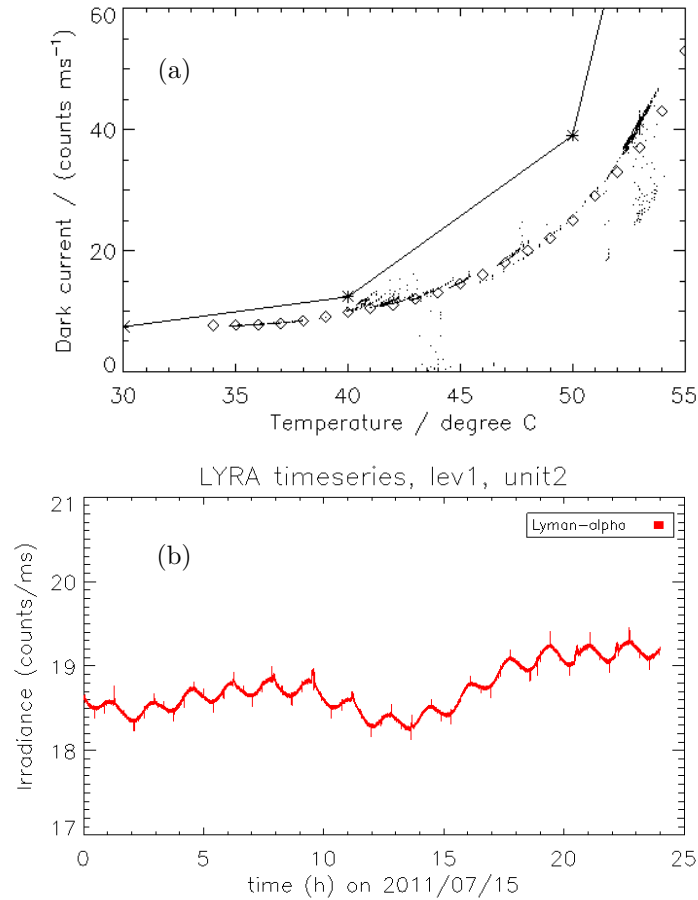 60
(a)
40
20
0
Dark current / (counts ms⁻¹)
30 35 40 45 50 55
Temperature / degree C
LYRA timeseries, lev1, unit2
21
Lyman-alpha
(b)
20
19
18
17
Irradiance (counts/ms)
0 5 10 15 20 25
time (h) on 2011/07/15